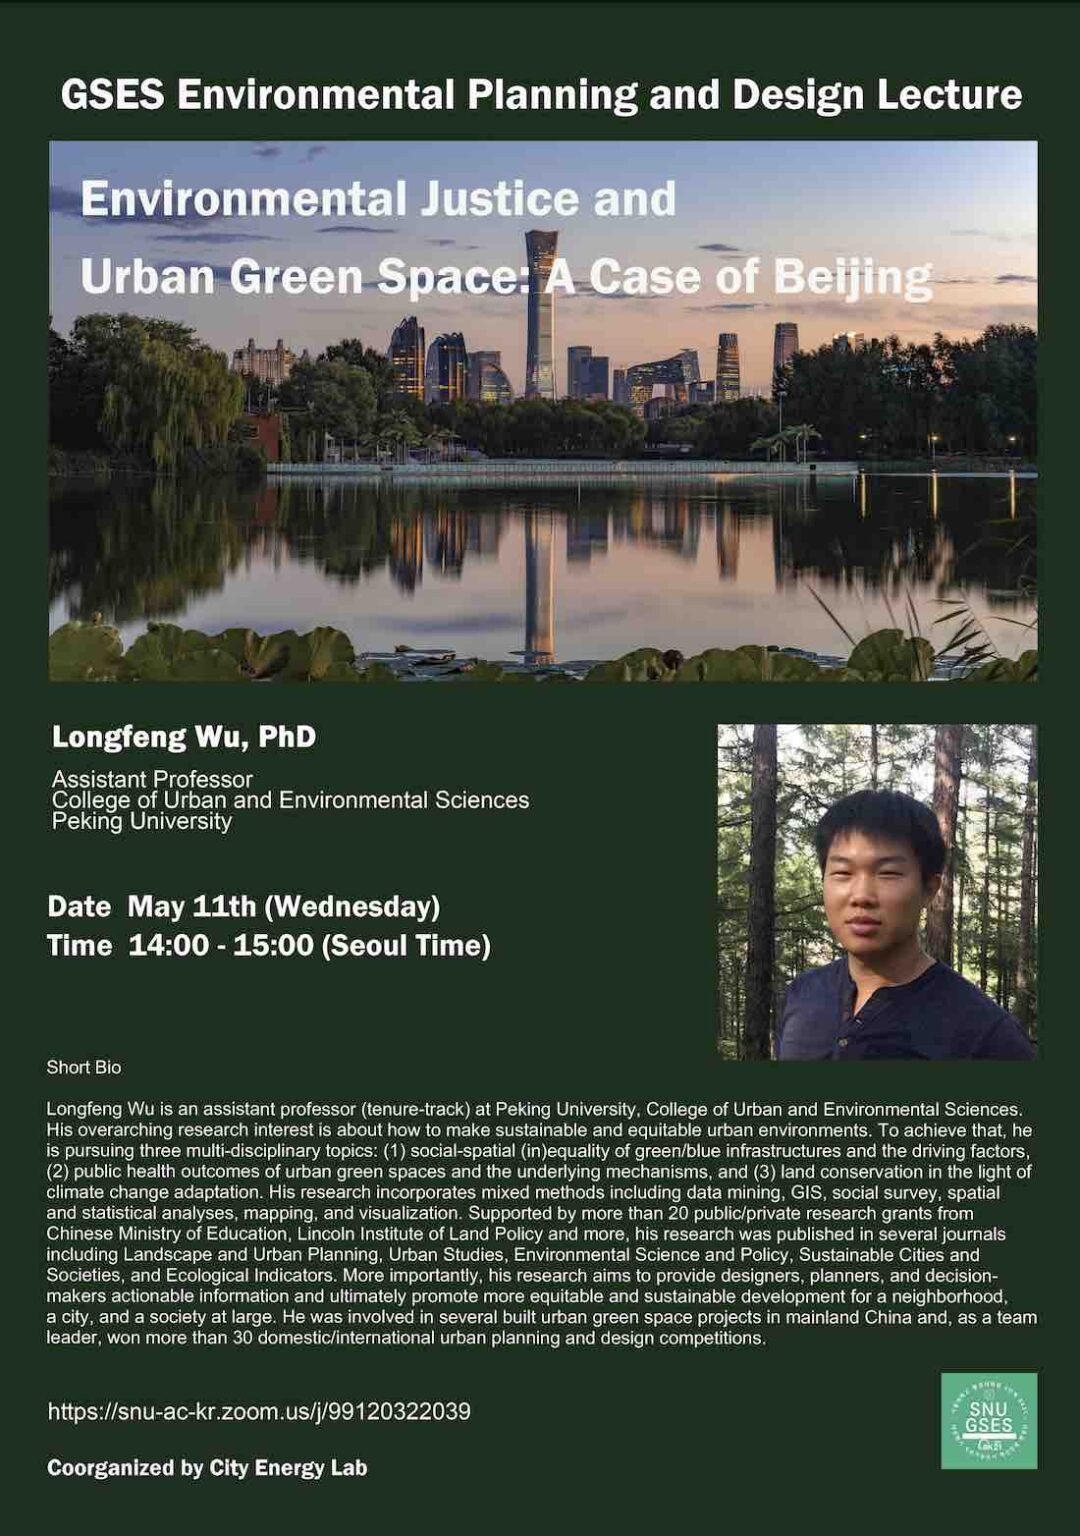 GSES Environmental Planning and Design Lecture
Environmental Justice and
Urban Green Space: A Case of Beijing
Longfeng Wu, PhD
Assistant Professor
College of Urban and Environmental Sciences
Peking University
Date May 11th (Wednesday)
Time 14:00 - 15:00 (Seoul Time)
Short Bio
Longfeng Wu is an assistant professor (tenure-track) at Peking University, College of Urban and Environmental Sciences.
His overarching research interest is about how to make sustainable and equitable urban environments. To achieve that, he
is pursuing three multi-disciplinary topics: (1) social-spatial (in)equality of green/blue infrastructures and the driving factors,
(2) public health outcomes of urban green spaces and the underlying mechanisms, and (3) land conservation in the light of
climate change adaptation. His research incorporates mixed methods including data mining, GIS, social survey, spatial
and statistical analyses, mapping, and visualization. Supported by more than 20 public/private research grants from
Chinese Ministry of Education, Lincoln Institute of Land Policy and more, his research was published in several journals
including Landscape and Urban Planning, Urban Studies, Environmental Science and Policy, Sustainable Cities and
Societies, and Ecological Indicators. More importantly, his research aims to provide designers, planners, and decision-
makers actionable information and ultimately promote more equitable and sustainable development for a neighborhood,
a city, and a society at large. He was involved in several built urban green space projects in mainland China and, as a team
leader, won more than 30 domestic/international urban planning and design competitions.
https://snu-ac-kr.zoom.us/j/99120322039
SNU
GSES
Coorganized by City Energy Lab